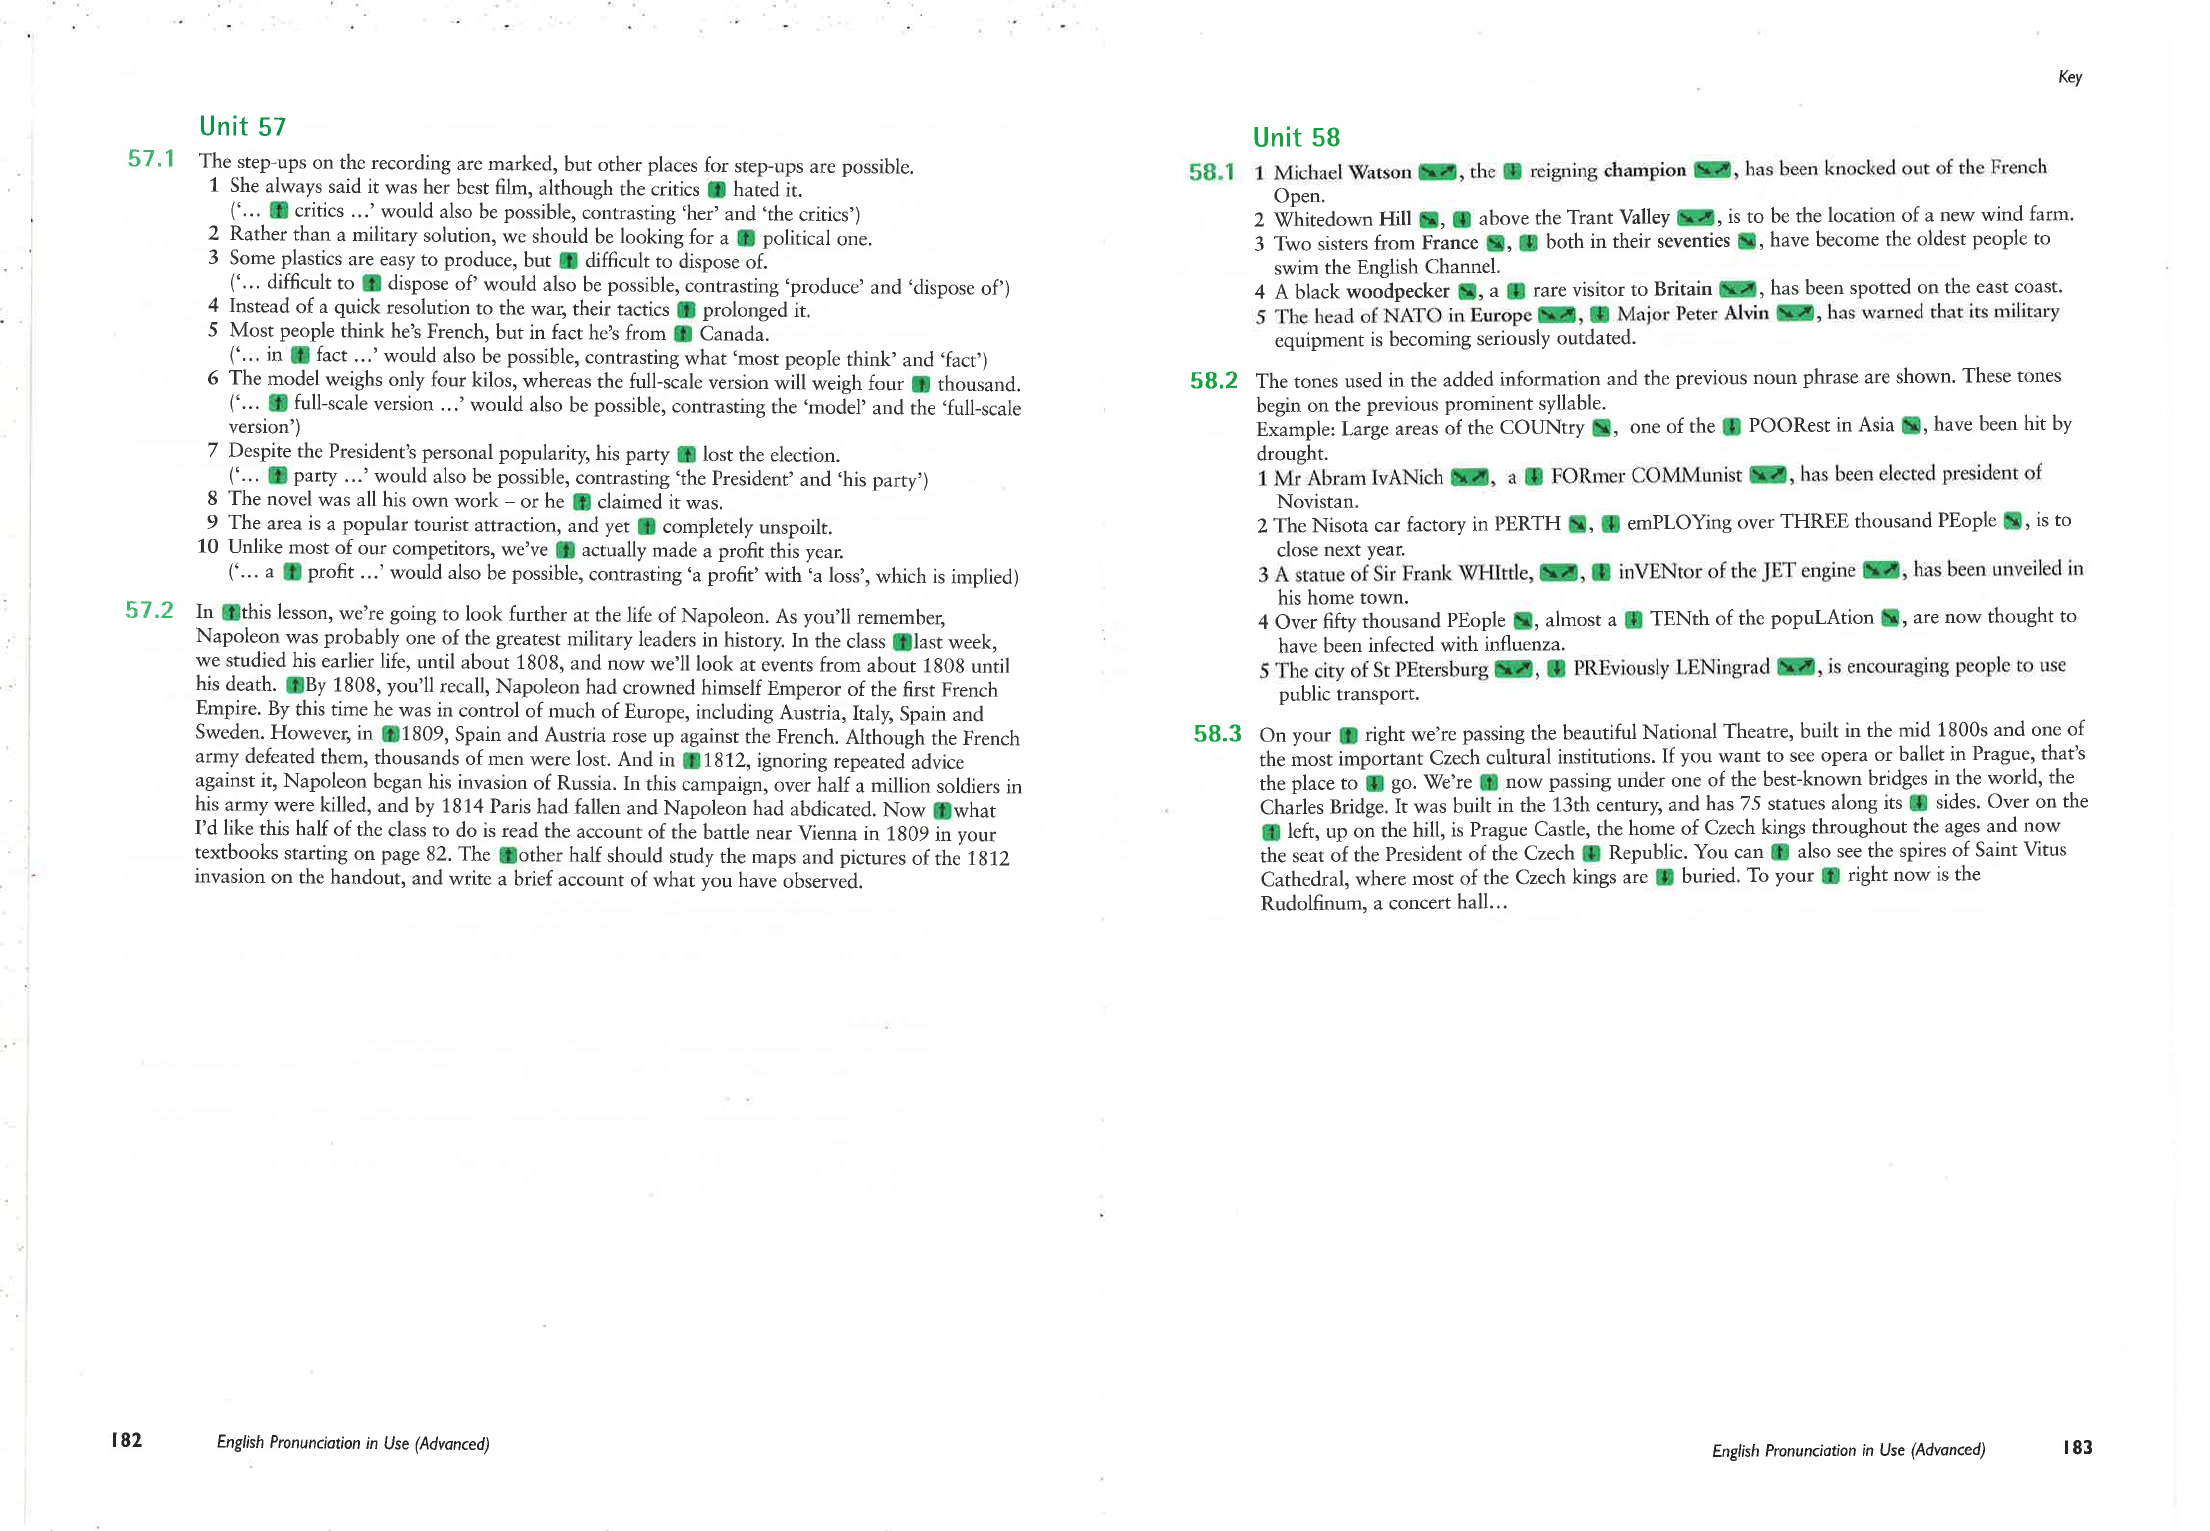 Unit 57
57.1 The step-ups on the recording are marked, but other places for step-ups are possible.
1 She always said it was her best film, although the critics ↑ hated it.
(‘... ↑ critics ...’ would also be possible, contrasting ‘her’ and ‘the critics’)
2 Rather than a military solution, we should be looking for a ↑ political one.
3 Some plastics are easy to produce, but ↑ difficult to dispose of.
(‘... difficult to ↑ dispose of’ would also be possible, contrasting ‘produce’ and ‘dispose of’)
4 Instead of a quick resolution to the war, their tactics ↑ prolonged it.
5 Most people think he’s French, but in fact he’s from ↑ Canada.
(‘... in ↑ fact ...’ would also be possible, contrasting what ‘most people think’ and ‘fact’)
6 The model weighs only four kilos, whereas the full-scale version will weigh four ↑ thousand.
(‘... ↑ full-scale version ...’ would also be possible, contrasting the ‘model’ and the ‘full-scale
version’)
7 Despite the President’s personal popularity, his party ↑ lost the election.
(‘... ↑ party ...’ would also be possible, contrasting ‘the President’ and ‘his party’)
8 The novel was all his own work – or he ↑ claimed it was.
9 The area is a popular tourist attraction, and yet ↑ completely unspoilt.
10 Unlike most of our competitors, we’ve ↑ actually made a profit this year.
(‘... a ↑ profit ...’ would also be possible, contrasting ‘a profit’ with ‘a loss’, which is implied)
57.2 In ↑this lesson, we’re going to look further at the life of Napoleon. As you’ll remember,
Napoleon was probably one of the greatest military leaders in history. In the class ↑last week,
we studied his earlier life, until about 1808, and now we’ll look at events from about 1808 until
his death. ↑By 1808, you’ll recall, Napoleon had crowned himself Emperor of the first French
Empire. By this time he was in control of much of Europe, including Austria, Italy, Spain and
Sweden. However, in ↑1809, Spain and Austria rose up against the French. Although the French
army defeated them, thousands of men were lost. And in ↑1812, ignoring repeated advice
against it, Napoleon began his invasion of Russia. In this campaign, over half a million soldiers in
his army were killed, and by 1814 Paris had fallen and Napoleon had abdicated. Now ↑what
I’d like this half of the class to do is read the account of the battle near Vienna in 1809 in your
textbooks starting on page 82. The ↑other half should study the maps and pictures of the 1812
invasion on the handout, and write a brief account of what you have observed.
182 English Pronunciation in Use (Advanced)
Key
Unit 58
58.1 1 Michael Watson ↘↗, the ↓ reigning champion ↘↗, has been knocked out of the French
Open.
2 Whitedown Hill ↘, ↓ above the Trant Valley ↘↗, is to be the location of a new wind farm.
3 Two sisters from France ↘, ↓ both in their seventies ↘, have become the oldest people to
swim the English Channel.
4 A black woodpecker ↘, a ↓ rare visitor to Britain ↘↗, has been spotted on the east coast.
5 The head of NATO in Europe ↘↗, ↓ Major Peter Alvin ↘↗, has warned that its military
equipment is becoming seriously outdated.
58.2 The tones used in the added information and the previous noun phrase are shown. These tones
begin on the previous prominent syllable.
Example: Large areas of the COUNtry ↘, one of the ↓ POORest in Asia ↘, have been hit by
drought.
1 Mr Abram IvANich ↘↗, a ↓ FORmer COMMunist ↘↗, has been elected president of
Novistan.
2 The Nisota car factory in PERTH ↘, ↓ emPLOYing over THREE thousand PEople ↘, is to
close next year.
3 A statue of Sir Frank WHIttle, ↘↗, ↓ inVENtor of the JET engine ↘↗, has been unveiled in
his home town.
4 Over fifty thousand PEople ↘, almost a ↓ TENth of the popuLAtion ↘, are now thought to
have been infected with influenza.
5 The city of St PEtersburg ↘↗, ↓ PREviously LENingrad ↘↗, is encouraging people to use
public transport.
58.3 On your ↑ right we’re passing the beautiful National Theatre, built in the mid 1800s and one of
the most important Czech cultural institutions. If you want to see opera or ballet in Prague, that’s
the place to ↓ go. We’re ↑ now passing under one of the best-known bridges in the world, the
Charles Bridge. It was built in the 13th century, and has 75 statues along its ↓ sides. Over on the
↑ left, up on the hill, is Prague Castle, the home of Czech kings throughout the ages and now
the seat of the President of the Czech ↓ Republic. You can ↑ also see the spires of Saint Vitus
Cathedral, where most of the Czech kings are ↓ buried. To your ↑ right now is the
Rudolfinum, a concert hall...
English Pronunciation in Use (Advanced) 183